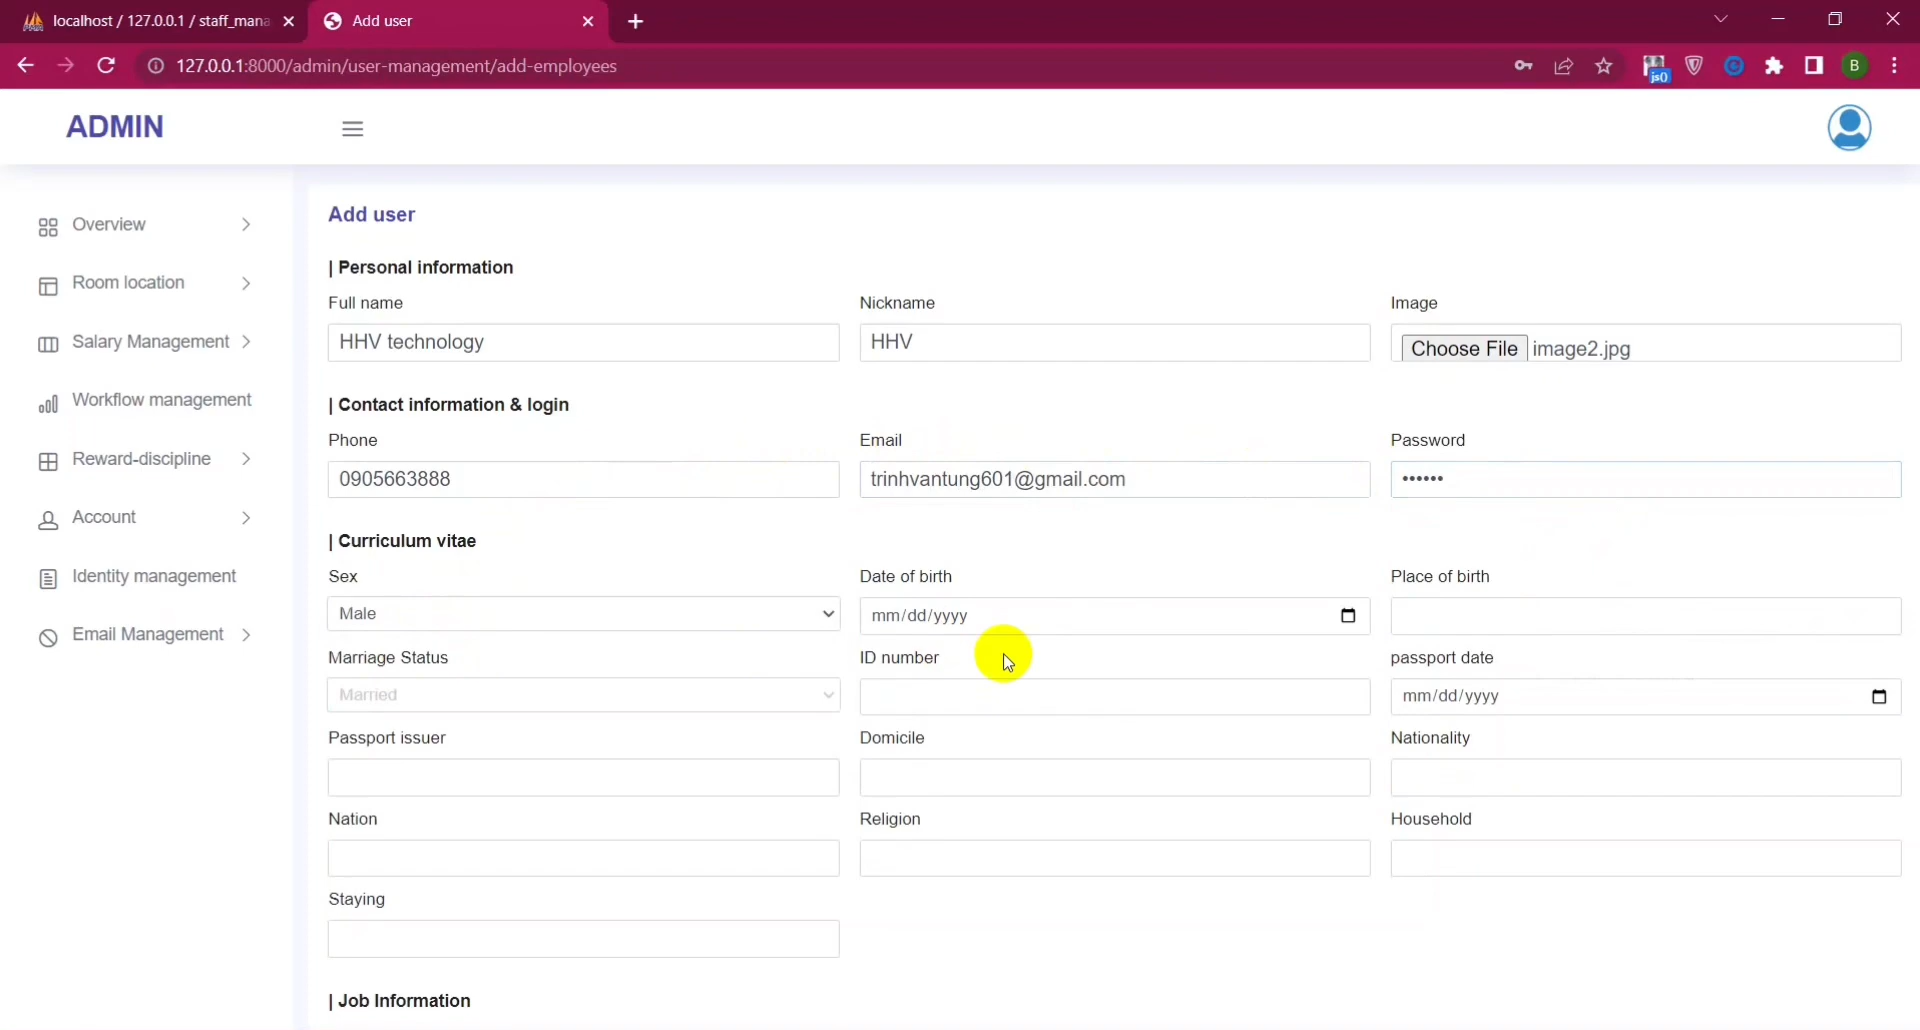 localhost / 127.0.0.1 / staff_mana
Add user
127.0.0.1:8000/admin/user-management/add-employees
js()
B
ADMIN
Overview
Room location
Salary Management
Workflow management
Reward-discipline
Account
Identity management
Email Management
Add user
| Personal information
Full name
Nickname
Image
HHV technology
HHV
Choose File image2.jpg
| Contact information & login
Phone
Email
Password
0905663888
trinhvantung601@gmail.com
••••••
| Curriculum vitae
Sex
Date of birth
Place of birth
Male
mm/dd/yyyy
Marriage Status
ID number
passport date
Married
mm/dd/yyyy
Passport issuer
Domicile
Nationality
Nation
Religion
Household
Staying
| Job Information